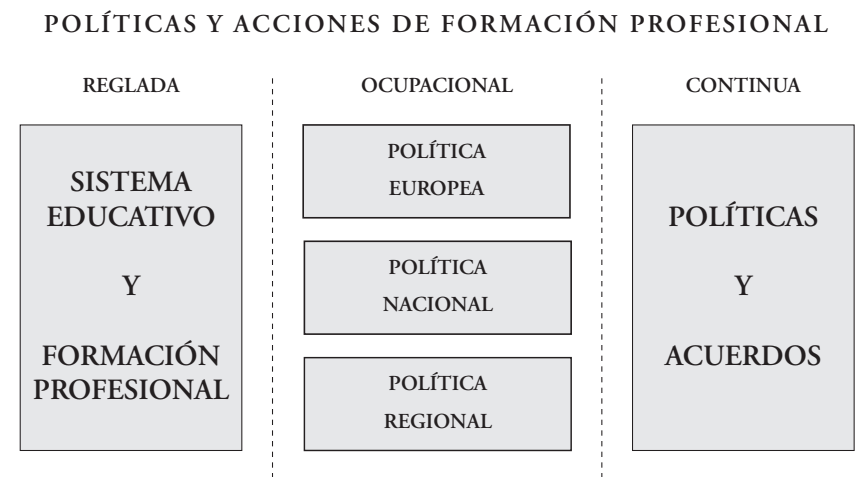 POLÍTICAS Y ACCIONES DE FORMACIÓN PROFESIONAL
REGLADA
SISTEMA
EDUCATIVO
Y
FORMACIÓN
PROFESIONAL
OCUPACIONAL
POLÍTICA
EUROPEA
POLÍTICA
NACIONAL
POLÍTICA
REGIONAL
CONTINUA
POLÍTICAS
Y
ACUERDOS